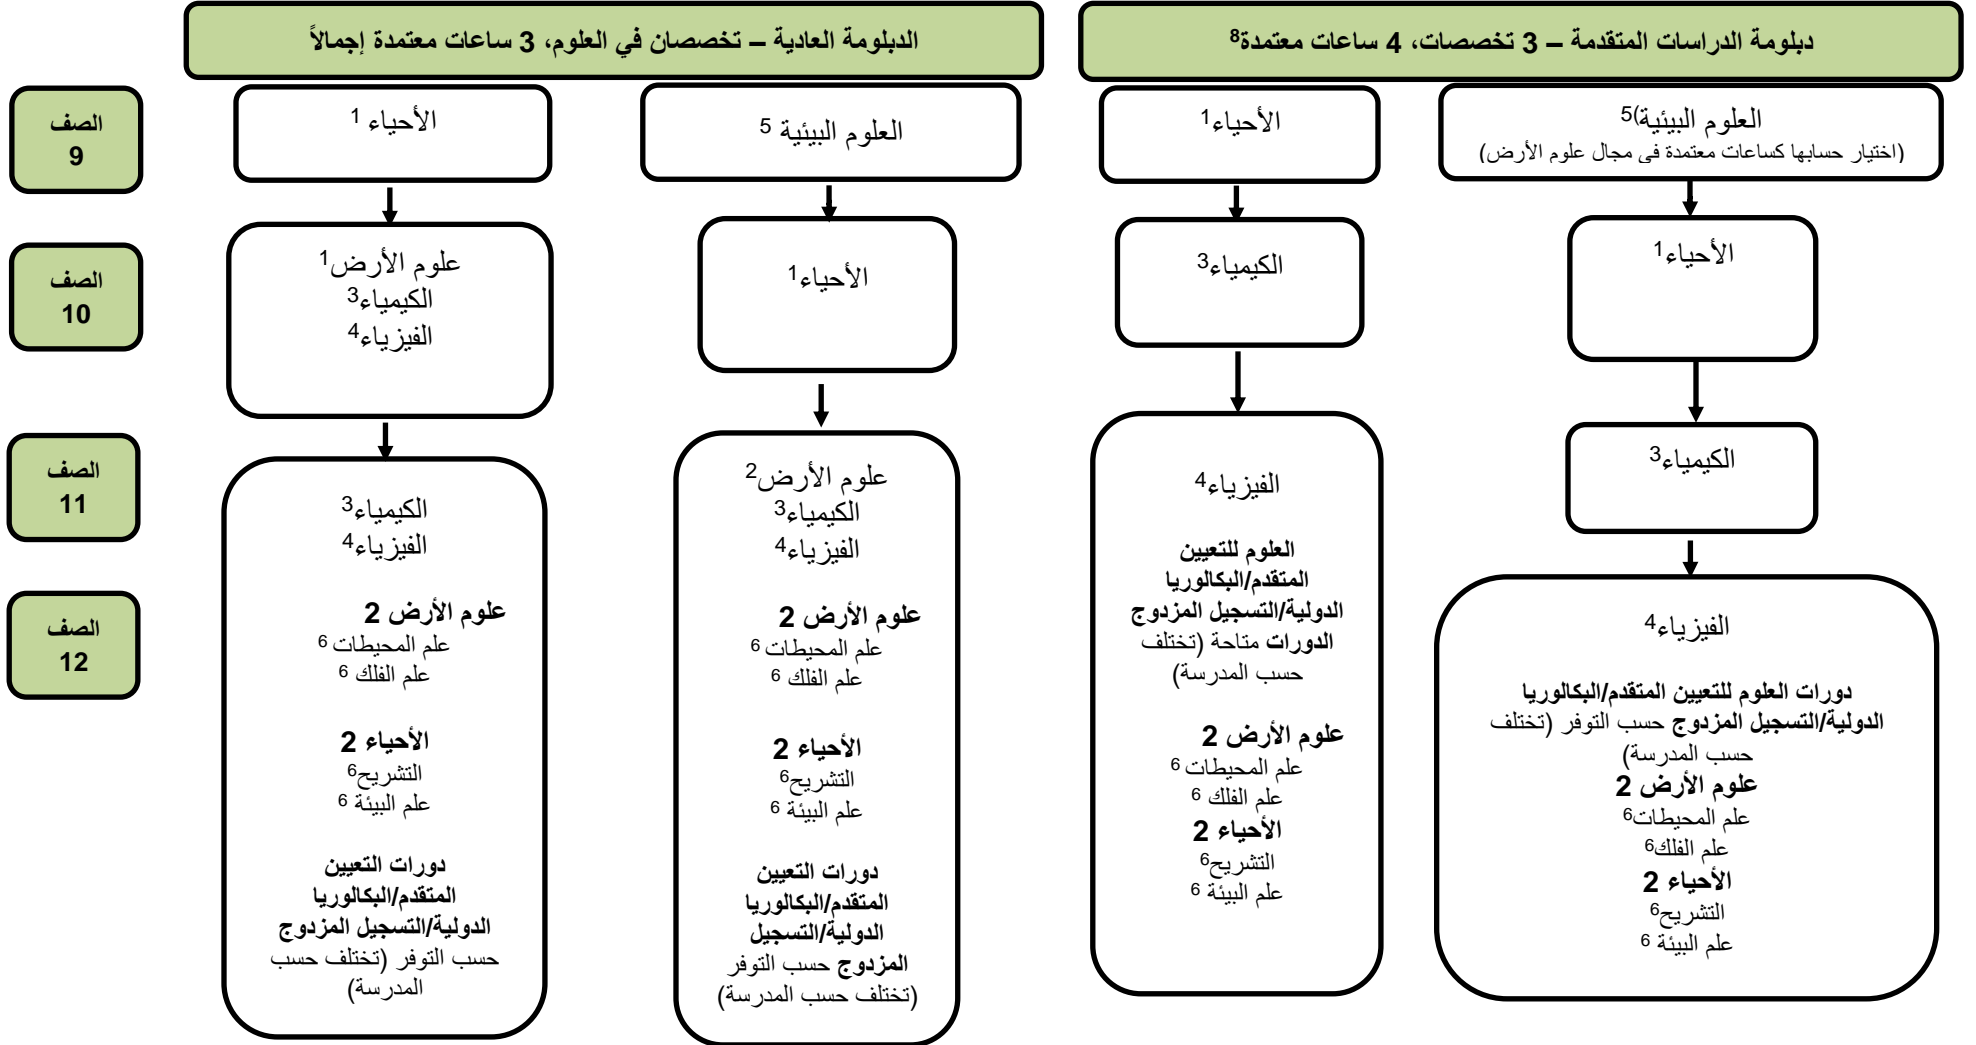 دبلومة الدراسات المتقدمة – 3 تخصصات، 4 ساعات معتمدة⁸
الدبلومة العادية – تخصصان في العلوم، 3 ساعات معتمدة إجمالاً
الصف
9
الصف
10
الصف
11
الصف
12
العلوم البيئية)⁵
(اختيار حسابها كساعات معتمدة في مجال علوم الأرض)
الأحياء¹
الكيمياء³
الفيزياء⁴
دورات العلوم للتعيين المتقدم/البكالوريا
الدولية/التسجيل المزدوج حسب التوفر (تختلف
حسب المدرسة)
علوم الأرض 2
علم المحيطات⁶
علم الفلك⁶
الأحياء 2
التشريح⁶
علم البيئة ⁶
الأحياء¹
الكيمياء³
الفيزياء⁴
العلوم للتعيين
المتقدم/البكالوريا
الدولية/التسجيل المزدوج
الدورات متاحة (تختلف
حسب المدرسة)
علوم الأرض 2
علم المحيطات ⁶
علم الفلك ⁶
الأحياء 2
التشريح⁶
علم البيئة ⁶
العلوم البيئية ⁵
الأحياء¹
علوم الأرض²
الكيمياء³
الفيزياء⁴
علوم الأرض 2
علم المحيطات ⁶
علم الفلك ⁶
الأحياء 2
التشريح⁶
علم البيئة ⁶
دورات التعيين
المتقدم/البكالوريا
الدولية/التسجيل
المزدوج حسب التوفر
(تختلف حسب المدرسة)
الأحياء ¹
علوم الأرض¹
الكيمياء³
الفيزياء⁴
الكيمياء³
الفيزياء⁴
علوم الأرض 2
علم المحيطات ⁶
علم الفلك ⁶
الأحياء 2
التشريح⁶
علم البيئة ⁶
دورات التعيين
المتقدم/البكالوريا
الدولية/التسجيل المزدوج
حسب التوفر (تختلف حسب
المدرسة)